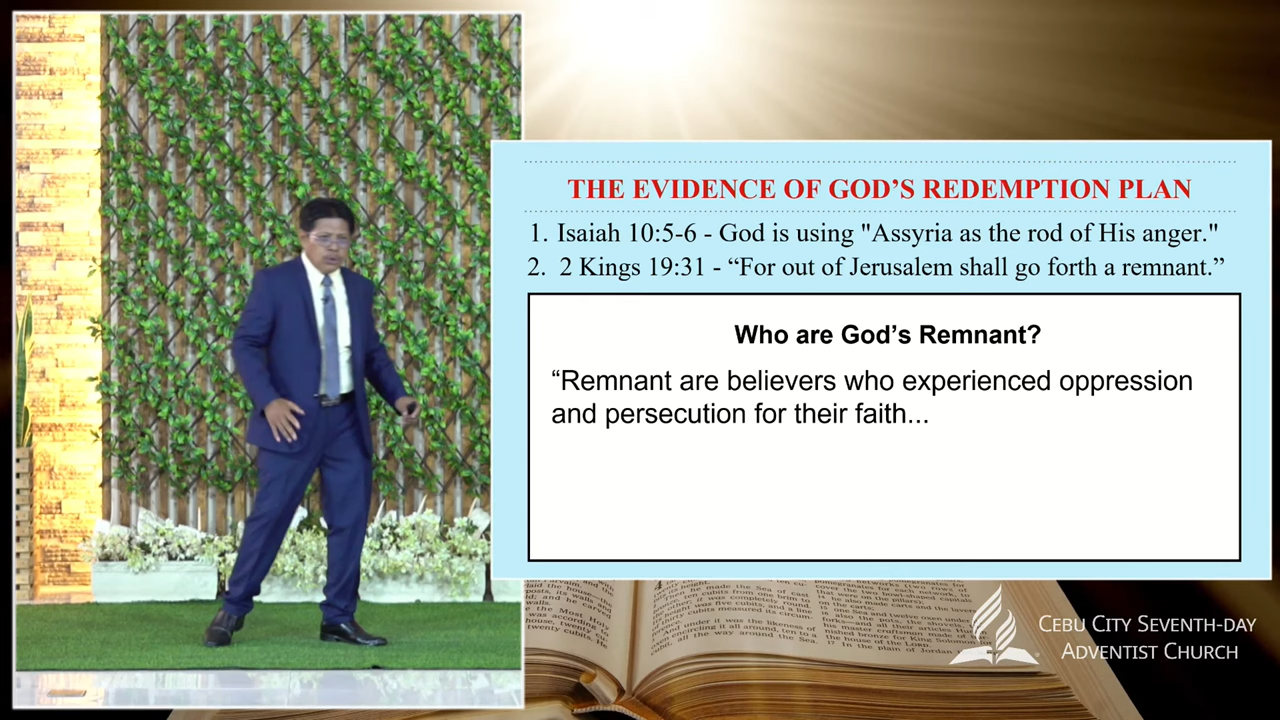 THE EVIDENCE OF GOD’S REDEMPTION PLAN
1. Isaiah 10:5-6 - God is using "Assyria as the rod of His anger."
2. 2 Kings 19:31 - “For out of Jerusalem shall go forth a remnant.”
Who are God’s Remnant?
“Remnant are believers who experienced oppression
and persecution for their faith...
CEBU CITY SEVENTH-DAY
ADVENTIST CHURCH